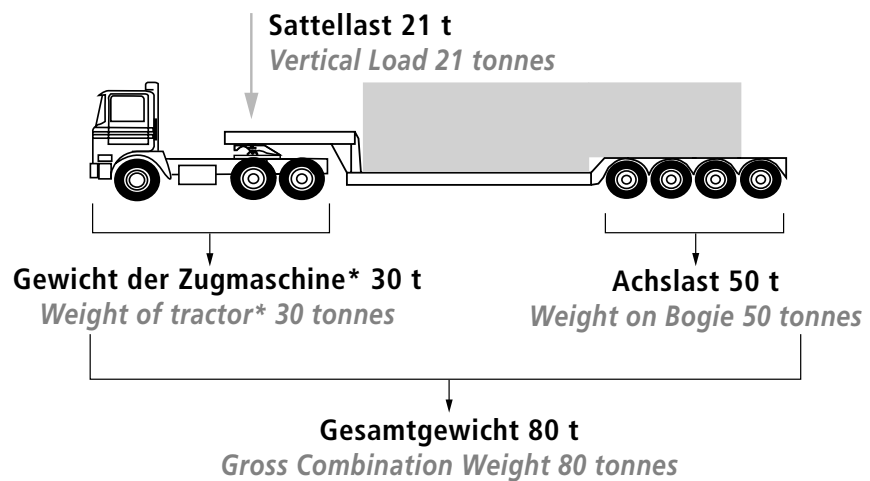 Sattellast 21 t
Vertical Load 21 tonnes
Gewicht der Zugmaschine* 30 t
Weight of tractor* 30 tonnes
Achslast 50 t
Weight on Bogie 50 tonnes
Gesamtgewicht 80 t
Gross Combination Weight 80 tonnes